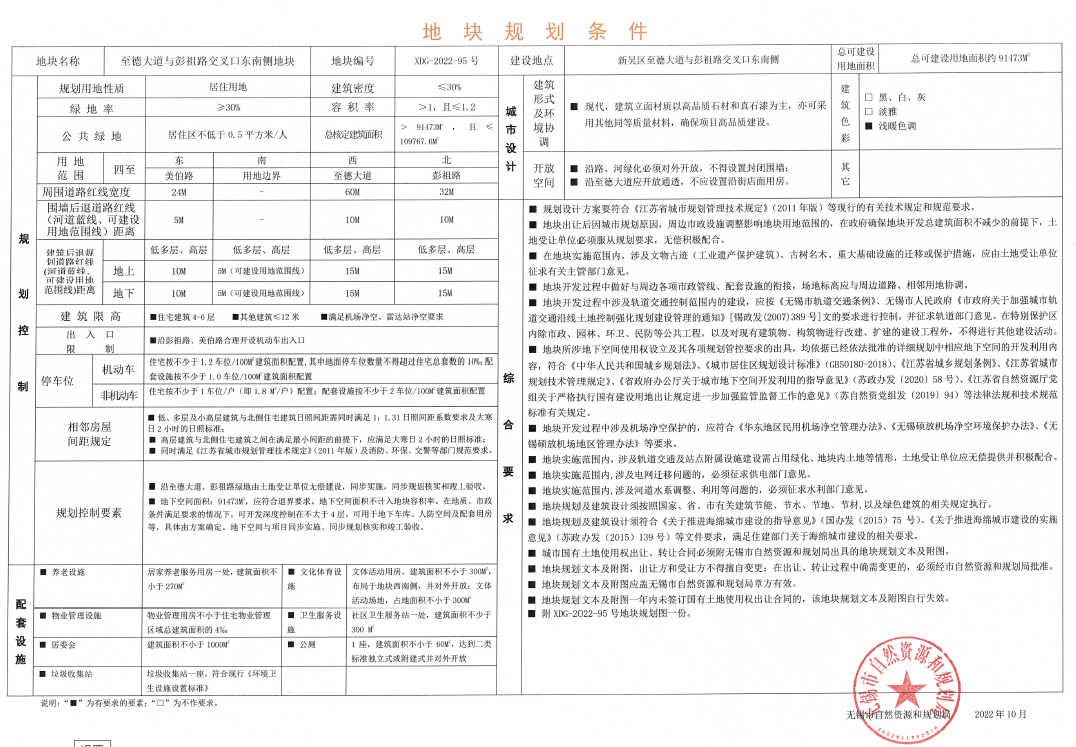 地块规划条件
地块名称 至德大道与彭祖路交叉口东南侧地块 地块编号 XDG-2022-95号 建设地点 新吴区至德大道与彭祖路交叉口东南侧 总可建设用地面积 总可建设用地面积约91473M²
规划控制
规划用地性质 居住用地 建筑密度 ≤30%
绿地率 ≥30% 容积率 >1，且≤1.2
公共绿地 居住区不低于0.5平方米/人 总核定建筑面积 > 91473M²，且≤
109767.6M²
用地范围 四至 东 南 西 北
美伯路 用地边界 至德大道 彭祖路
周围道路红线宽度 24M - 60M 32M
围墙后退道路红线
（河道蓝线、可建设
用地范围线）距离 5M - 10M 10M
建筑后退规
划道路红线
(河道蓝线、
可建设用地
范围线)距离
低多层、高层 低多层、高层 低多层、高层 低多层、高层
地上 10M 5M（可建设用地范围线） 15M 15M
地下 10M 5M（可建设用地范围线） 15M 15M
建筑限高 ■住宅建筑4-6层 ■其他建筑≤12米 ■满足机场净空、雷达站净空要求
出入口
限制 ■沿彭祖路、美伯路合理开设机动车出入口
停车位 机动车 住宅按不少于1.2车位/100M²建筑面积配置,其中地面停车位数量不得超过住宅总套数的10%;配
套设施按不少于1.0车位/100M²建筑面积配置
非机动车 住宅按不少于1车位/户（即1.8 M²/户）配置；配套设施按不少于2车位/100M²建筑面积配置
相邻房屋
间距规定
■ 低、多层及小高层建筑与北侧住宅建筑日照间距需同时满足1：1.31日照间距系数要求及大寒
日2小时的日照标准；
■ 高层建筑与北侧住宅建筑之间在满足最小间距的前提下，应满足大寒日2小时的日照标准；
■ 同时满足《江苏省城市规划管理技术规定》（2011年版）及消防、环保、交警等部门规范要求。
规划控制要素
■ 沿至德大道、彭祖路绿地由土地受让单位无偿建设，同步实施，同步规划核实和竣工验收。
■ 地下空间面积：91473M²，应符合退界要求。地下空间面积不计入地块容积率。在地质、市政
条件满足要求的情况下，可开发深度控制在不大于4层，可用于地下车库、人防空间及配套用房
等，具体由方案确定。地下空间与项目同步实施、同步规划核实和竣工验收。
配套设施
■ 养老设施 居家养老服务用房一处，建筑面积不
小于270M²
■ 文化体育设
施 文体活动用房，建筑面积不小于300M²，
布局于地块西南侧，并对外开放；文体
活动场地，占地面积不小于300M²
■ 物业管理设施 物业管理用房不小于住宅物业管理
区域总建筑面积的4‰
■ 卫生服务设
施 社区卫生服务站一处，建筑面积不少于
300 M²
■ 居委会 建筑面积不小于1000M²
■ 公厕 1座，建筑面积不小于60M²，达到二类
标准独立式或附建式并对外开放
■ 垃圾收集站 垃圾收集站一座，符合现行《环境卫
生设施设置标准》
城市设计
建筑形式及环境协调
■ 现代，建筑立面材质以高品质石材和真石漆为主，亦可采
用其他同等质量材料，确保项目高品质建设。
建筑色彩
□ 黑、白、灰
□ 淡雅
■ 浅暖色调
开放空间
■ 沿路、河绿化必须对外开放，不得设置封闭围墙；
■ 沿至德大道应开放通透，不应设置沿街店面用房。
其它
综合要求
■ 规划设计方案要符合《江苏省城市规划管理技术规定》（2011年版）等现行的有关技术规定和规范要求。
■ 地块出让后因城市规划原因，周边市政设施调整影响地块用地范围的，在政府确保地块开发总建筑面积不减少的前提下，土
地受让单位必须服从规划要求，无偿积极配合。
■ 在地块实施范围内，涉及文物古迹（工业遗产保护建筑）、古树名木、重大基础设施的迁移或保护措施，应由土地受让单位
征求有关主管部门意见。
■ 地块开发过程中做好与周边各项市政管线、配套设施的衔接，场地标高应与周边道路、相邻用地协调。
■ 地块开发过程中涉及轨道交通控制范围内的建设，应按《无锡市轨道交通条例》、无锡市人民政府《市政府关于加强城市轨
道交通沿线土地控制强化规划建设管理的通知》[锡政发(2007)389号]文的要求进行控制，并征求轨道部门意见。在特别保护区
内除市政、园林、环卫、民防等公共工程，以及对现有建筑物、构筑物进行改建、扩建的建设工程外，不得进行其他建设活动。
■ 地块所涉地下空间使用权设立及其各项规划管控要求的出具，均依据已经依法批准的详细规划中相应地下空间的开发利用内
容，符合《中华人民共和国城乡规划法》、《城市居住区规划设计标准》(GB50180-2018)、《江苏省城乡规划条例》、《江苏省城市
规划技术管理规定》、《省政府办公厅关于城市地下空间开发利用的指导意见》（苏政办发（2020）58号）、《江苏省自然资源厅党
组关于严格执行国有建设用地出让规定进一步加强监管监督工作的意见》（苏自然资党组发（2019）94）等法律法规和技术规范
标准有关规定。
■ 地块开发过程中涉及机场净空保护的，应符合《华东地区民用机场净空管理办法》、《无锡硕放机场净空环境保护办法》、《无
锡硕放机场地区管理办法》等要求。
■ 地块实施范围内，涉及轨道交通及站点附属设施建设需占用绿化、地块内土地等情形，土地受让单位应无偿提供并积极配合。
■ 地块实施范围内,涉及电网迁移问题的，必须征求供电部门意见。
■ 地块实施范围内,涉及河道水系调整、利用等问题的，必须征求水利部门意见。
■ 地块规划及建筑设计须按照国家、省、市有关建筑节能、节水、节地、节材,以及绿色建筑的相关规定执行。
■ 地块规划及建筑设计须符合《关于推进海绵城市建设的指导意见》（国办发（2015）75号）、《关于推进海绵城市建设的实施
意见》（苏政办发（2015）139号）等文件要求，满足住建部门关于海绵城市建设的相关要求。
■ 城市国有土地使用权出让、转让合同必须附无锡市自然资源和规划局出具的地块规划文本及附图。
■ 地块规划文本及附图，出让方和受让方不得擅自变更；在出让、转让过程中确需变更的，必须经市自然资源和规划局批准。
■ 地块规划文本及附图应盖无锡市自然资源和规划局章方有效。
■ 地块规划文本及附图一年内未签订国有土地使用权出让合同的，该地块规划文本及附图自行失效。
■ 附XDG-2022-95号地块规划图一份。
无锡市自然资源和规划局
无锡市自然资源和规划局 2022年10月
说明：“■”为有要求的要素；“□”为不作要求。